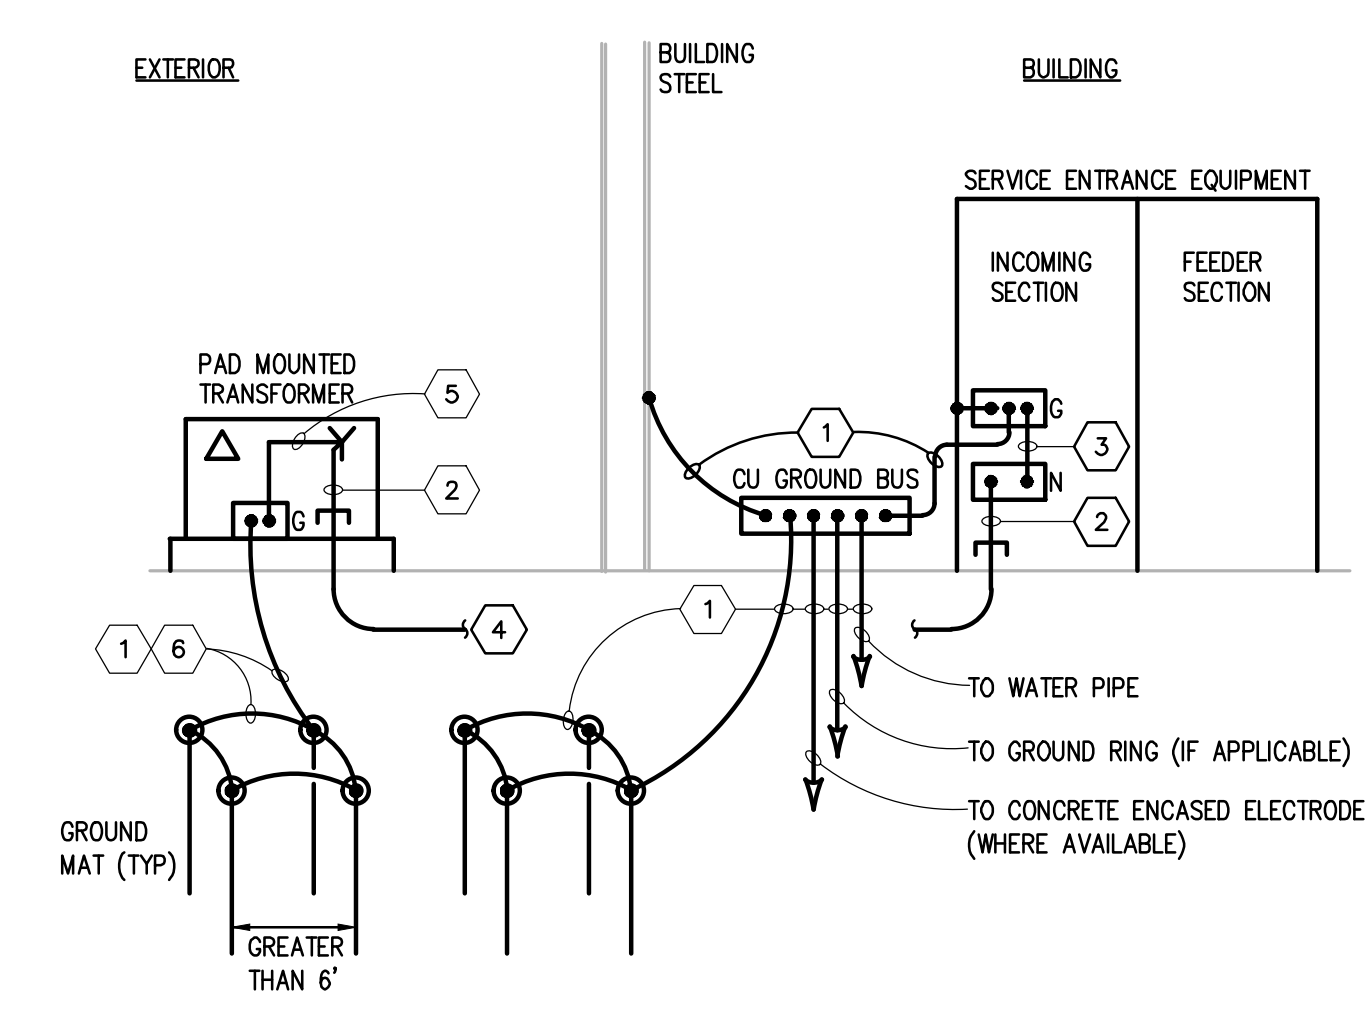 EXTERIOR
BUILDING
STEEL
BUILDING
SERVICE ENTRANCE EQUIPMENT
INCOMING
SECTION
FEEDER
SECTION
PAD MOUNTED
TRANSFORMER
5
G
1
3
CU GROUND BUS
2
N
G
2
1
4
1 6
TO WATER PIPE
TO GROUND RING (IF APPLICABLE)
TO CONCRETE ENCASED ELECTRODE
(WHERE AVAILABLE)
GROUND
MAT (TYP)
GREATER
THAN 6'